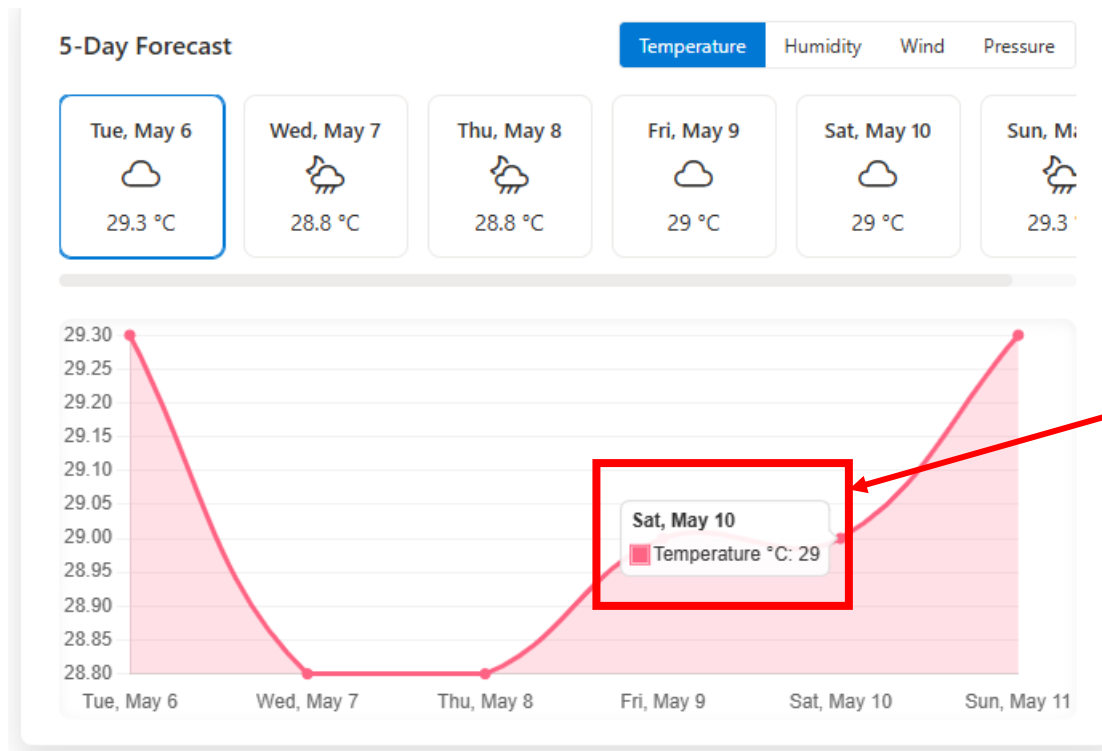 5-Day Forecast
Temperature Humidity Wind Pressure
Tue, May 6 Wed, May 7 Thu, May 8 Fri, May 9 Sat, May 10 Sun,
29.3 °C 28.8 °C 28.8 °C 29 °C 29 °C 29.3
29.30
29.25
29.20
29.15
29.10
29.05
29.00
28.95
28.90
28.85
28.80
Sat, May 10
Temperature °C: 29
Tue, May 6 Wed, May 7 Thu, May 8 Fri, May 9 Sat, May 10 Sun, May 11